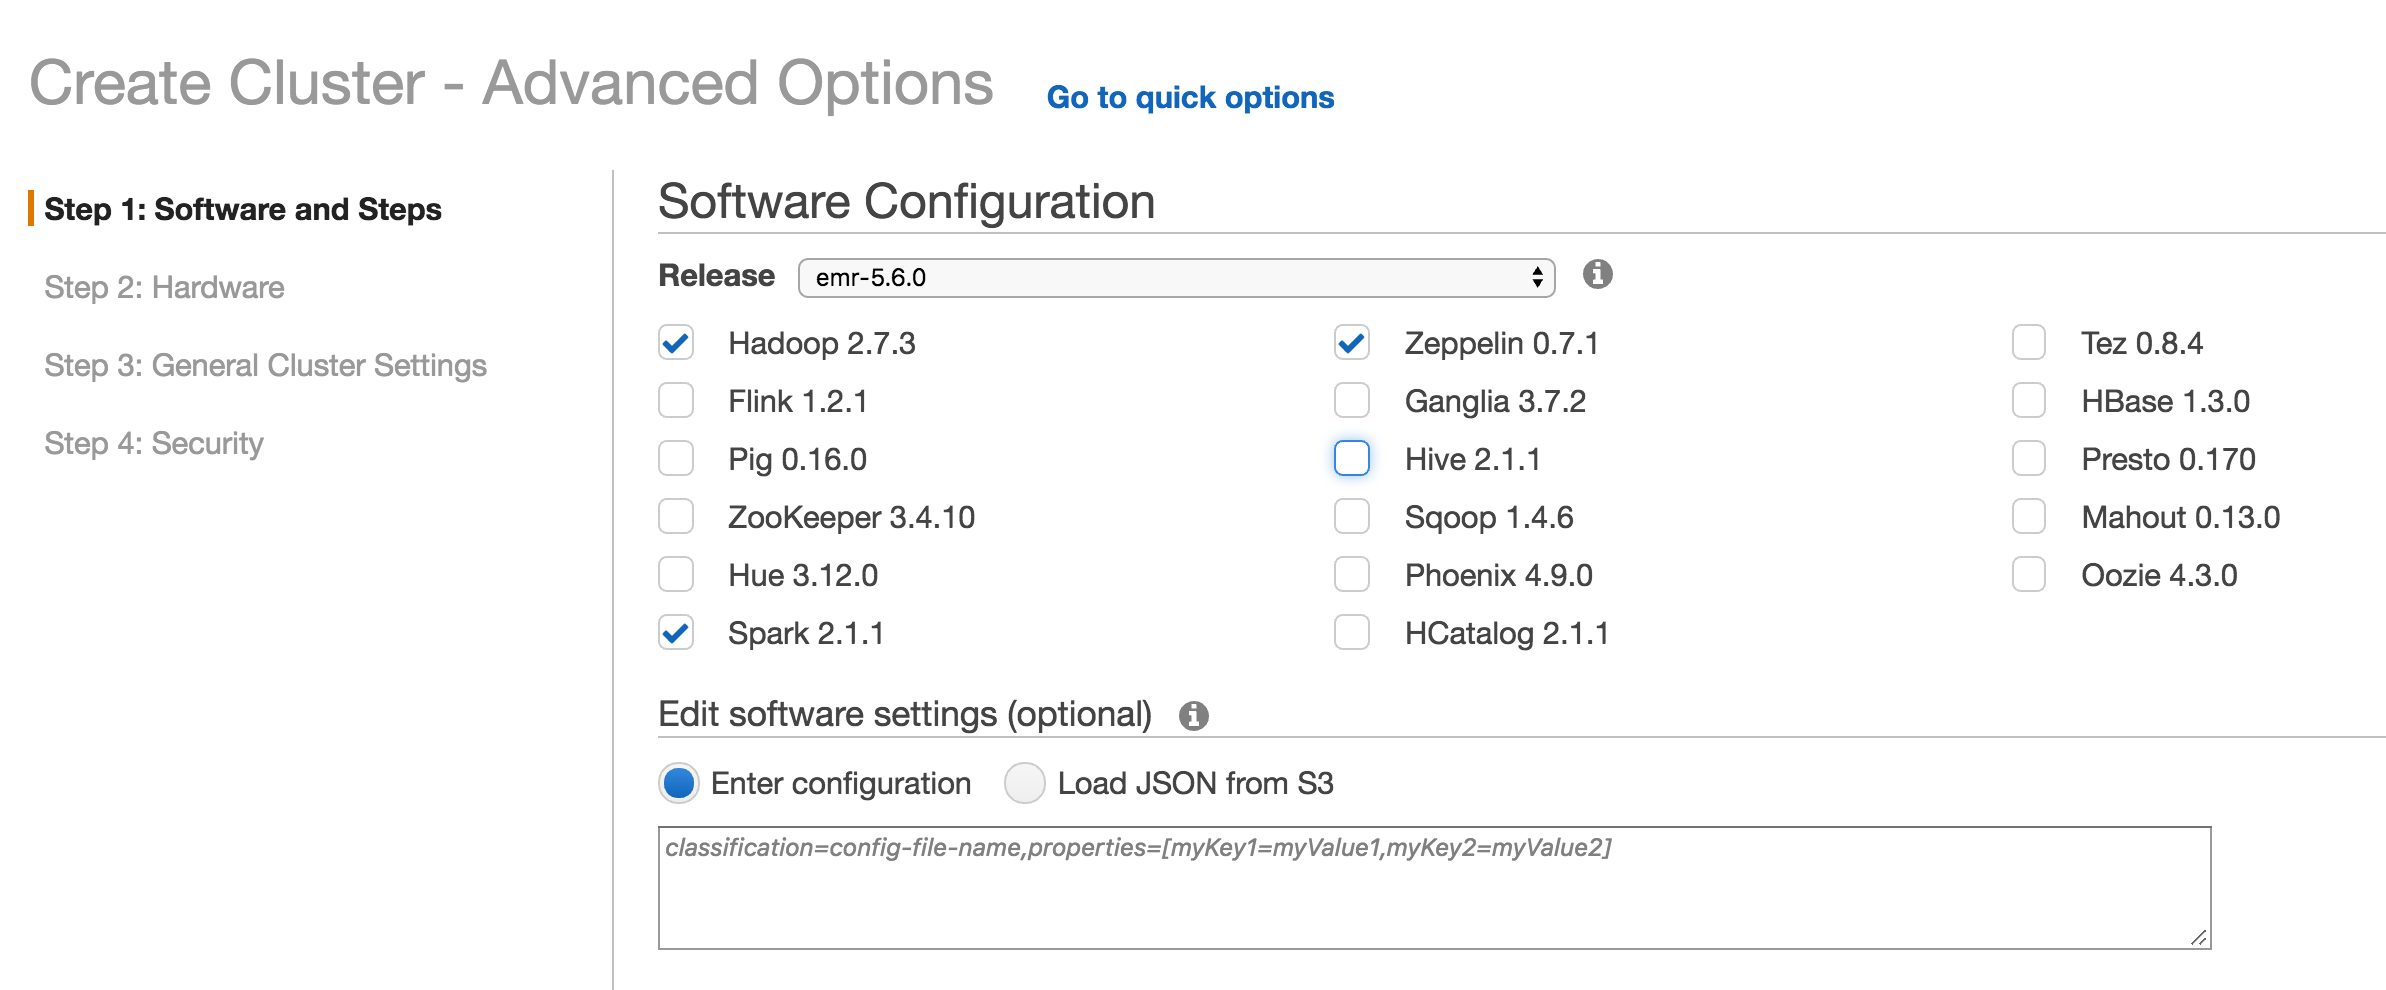 Create Cluster - Advanced Options Go to quick options
Step 1: Software and Steps
Step 2: Hardware
Step 3: General Cluster Settings
Step 4: Security
Software Configuration
Release emr-5.6.0
Hadoop 2.7.3 Zeppelin 0.7.1 Tez 0.8.4
Flink 1.2.1 Ganglia 3.7.2 HBase 1.3.0
Pig 0.16.0 Hive 2.1.1 Presto 0.170
ZooKeeper 3.4.10 Sqoop 1.4.6 Mahout 0.13.0
Hue 3.12.0 Phoenix 4.9.0 Oozie 4.3.0
Spark 2.1.1 HCatalog 2.1.1
Edit software settings (optional)
Enter configuration Load JSON from S3
classification=config-file-name,properties=[myKey1=myValue1,myKey2=myValue2]